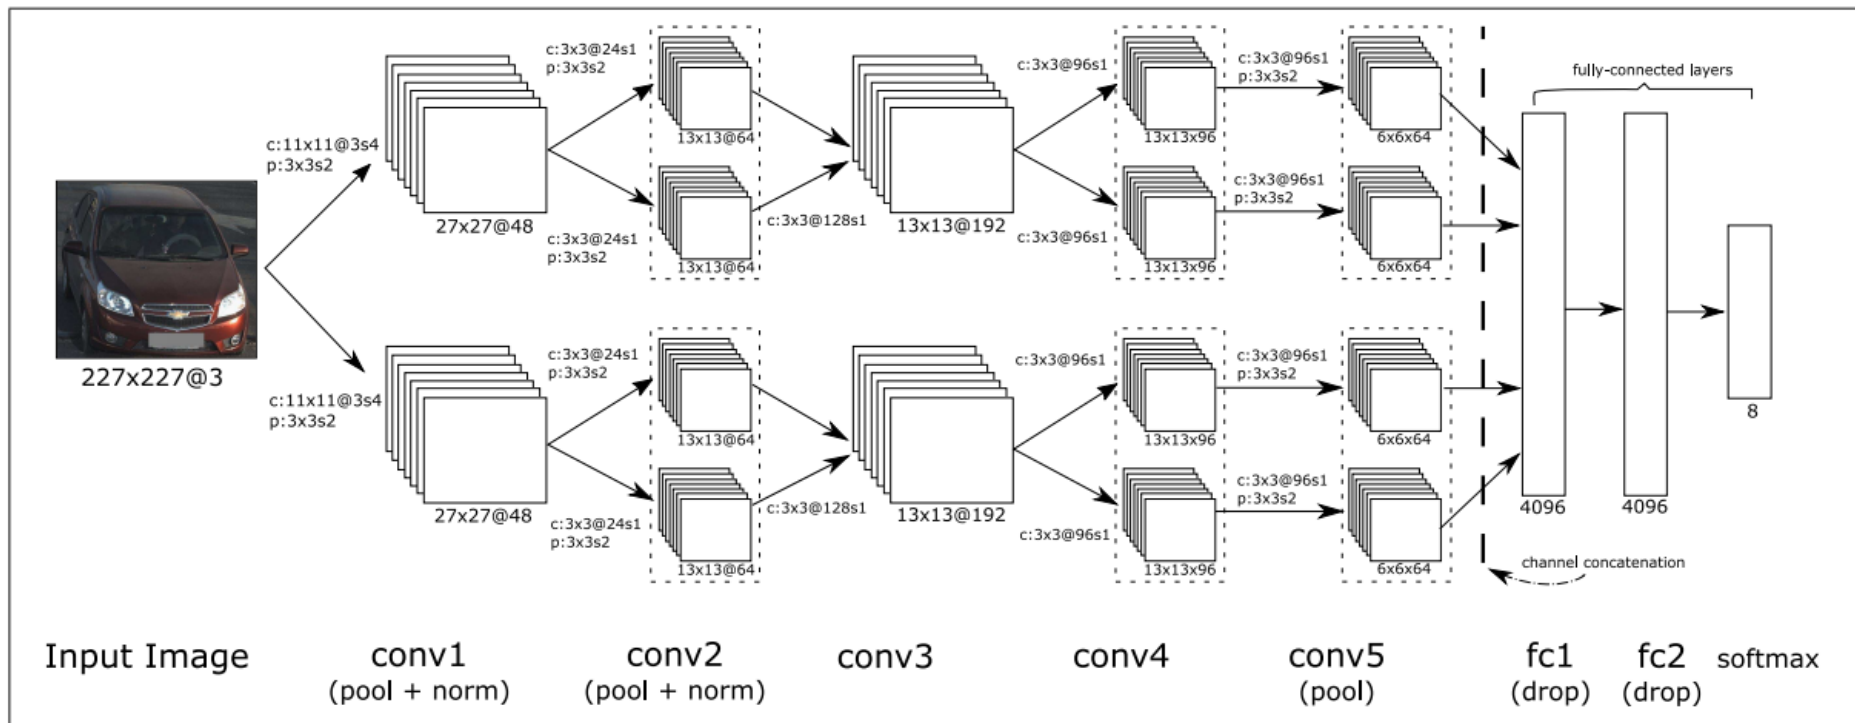 c:11x11@3s4
p:3x3s2
c:3x3@24s1
p:3x3s2
13x13@64
27x27@48
c:3x3@24s1
p:3x3s2
13x13@64
c:3x3@128s1
13x13@192
c:3x3@96s1
13x13x96
c:3x3@96s1
13x13x96
c:3x3@96s1
p:3x3s2
6x6x64
c:3x3@96s1
p:3x3s2
6x6x64
fully-connected layers
227x227@3
c:11x11@3s4
p:3x3s2
c:3x3@24s1
p:3x3s2
13x13@64
27x27@48
c:3x3@24s1
p:3x3s2
13x13@64
c:3x3@128s1
13x13@192
c:3x3@96s1
13x13x96
c:3x3@96s1
13x13x96
c:3x3@96s1
p:3x3s2
6x6x64
c:3x3@96s1
p:3x3s2
6x6x64
4096
4096
8
channel concatenation
Input Image
conv1
(pool + norm)
conv2
(pool + norm)
conv3
conv4
conv5
(pool)
fc1
(drop)
fc2
(drop)
softmax